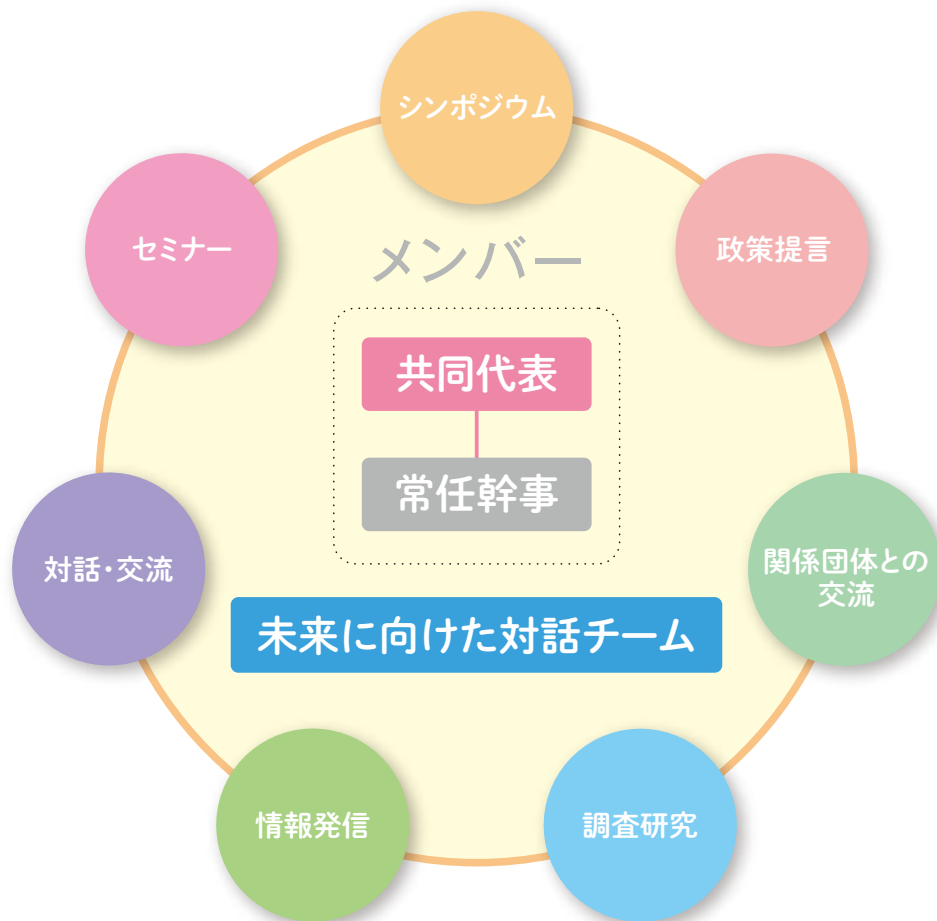 シンポジウム
セミナー
政策提言
メンバー
共同代表
常任幹事
対話・交流
関係団体との
交流
未来に向けた対話チーム
情報発信
調査研究